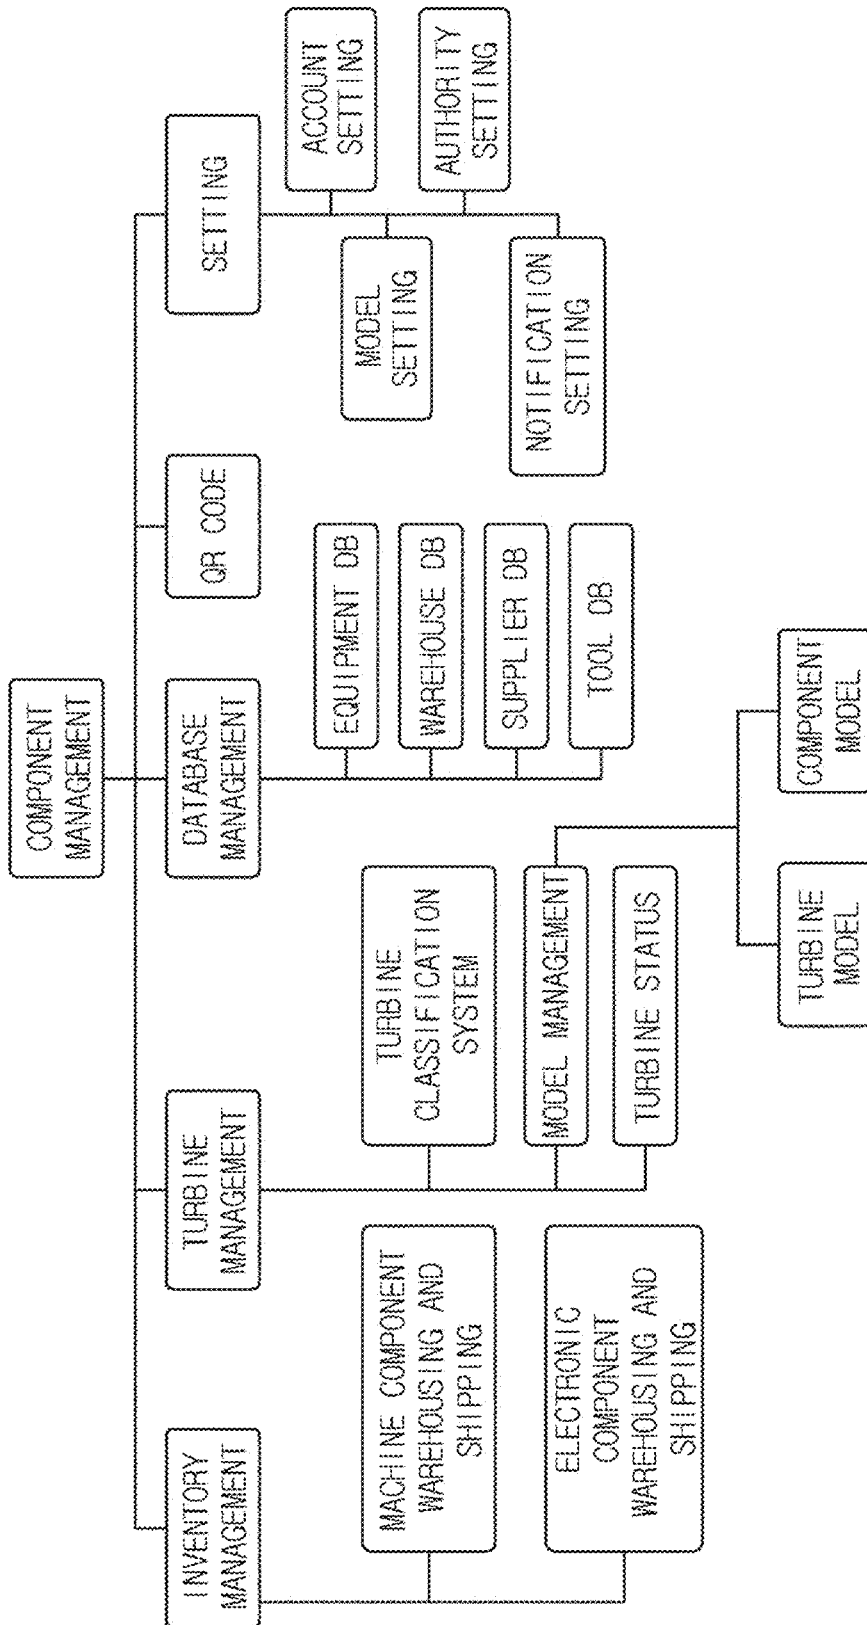 COMPONENT
MANAGEMENT
INVENTORY
MANAGEMENT
TURBINE
MANAGEMENT
DATABASE
MANAGEMENT
QR CODE
SETTING
MACHINE COMPONENT
WAREHOUSING AND
SHIPPING
ELECTRONIC
COMPONENT
WAREHOUSING AND
SHIPPING
TURBINE
CLASSIFICATION
SYSTEM
MODEL MANAGEMENT
TURBINE STATUS
TURBINE
MODEL
COMPONENT
MODEL
EQUIPMENT DB
WAREHOUSE DB
SUPPLIER DB
TOOL DB
ACCOUNT
SETTING
MODEL
SETTING
AUTHORITY
SETTING
NOTIFICATION
SETTING